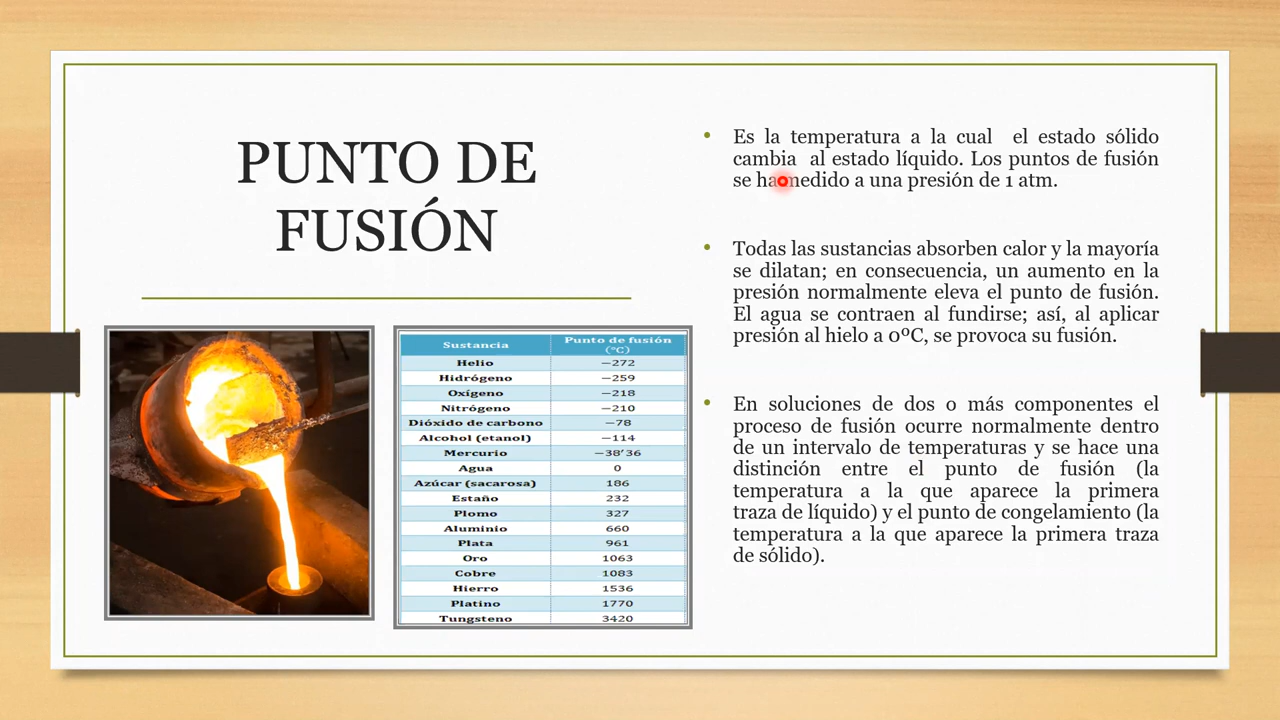 PUNTO DE
FUSIÓN
Es la temperatura a la cual el estado sólido
cambia al estado líquido. Los puntos de fusión
se ha medido a una presión de 1 atm.
Todas las sustancias absorben calor y la mayoría
se dilatan; en consecuencia, un aumento en la
presión normalmente eleva el punto de fusión.
El agua se contraen al fundirse; así, al aplicar
presión al hielo a 0ºC, se provoca su fusión.
En soluciones de dos o más componentes el
proceso de fusión ocurre normalmente dentro
de un intervalo de temperaturas y se hace una
distinción entre el punto de fusión (la
temperatura a la que aparece la primera
traza de líquido) y el punto de congelamiento (la
temperatura a la que aparece la primera traza
de sólido).
Sustancia Punto de fusión (°C)
Helio −272
Hidrógeno −259
Oxígeno −218
Nitrógeno −210
Dióxido de carbono −78
Alcohol (etanol) −114
Mercurio −38'36
Agua 0
Azúcar (sacarosa) 186
Estaño 232
Plomo 327
Aluminio 660
Plata 961
Oro 1063
Cobre 1083
Hierro 1536
Platino 1770
Tungsteno 3420